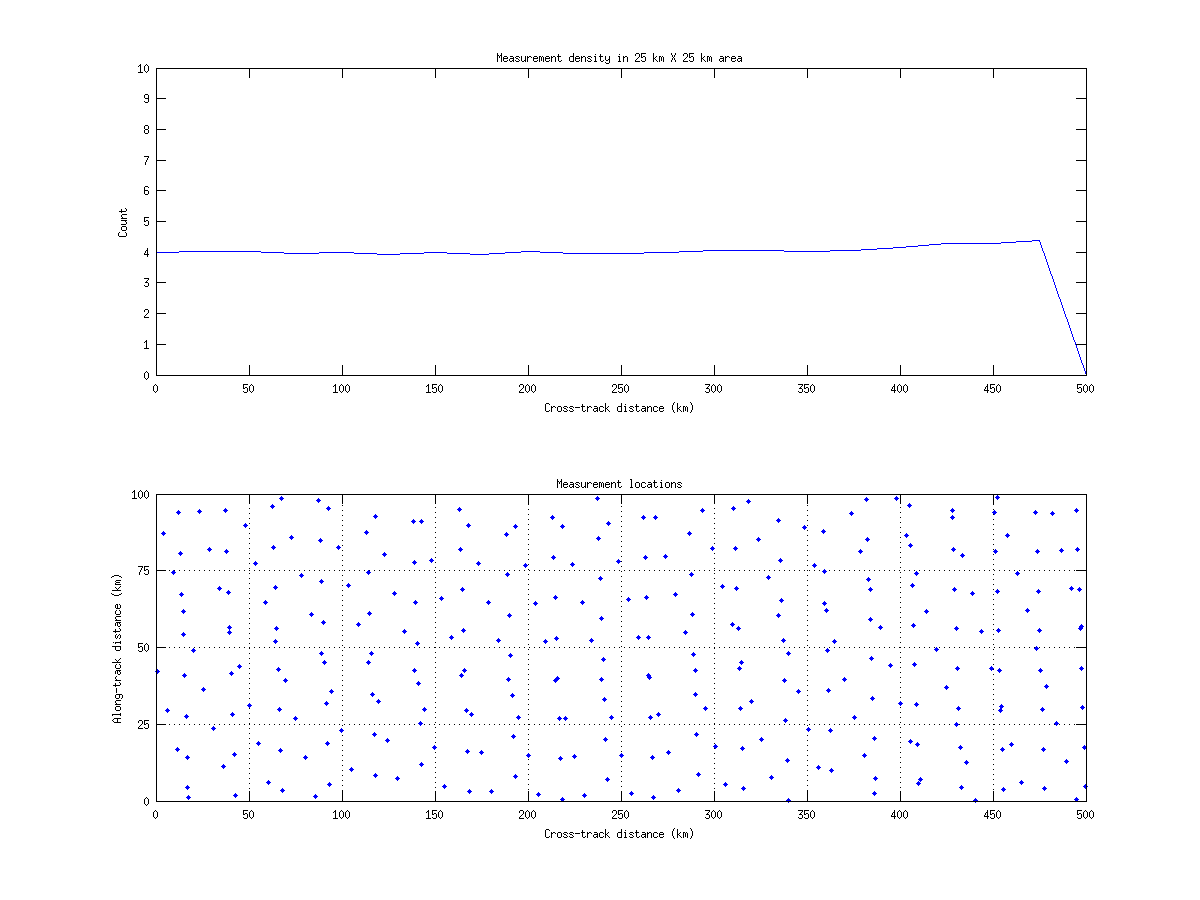 Measurement density in 25 km X 25 km area
10
9
8
7
6
5
4
3
2
1
0
Count
0 50 100 150 200 250 300 350 400 450 500
Cross-track distance (km)
Measurement locations
100
75
50
25
0
Along-track distance (km)
0 50 100 150 200 250 300 350 400 450 500
Cross-track distance (km)